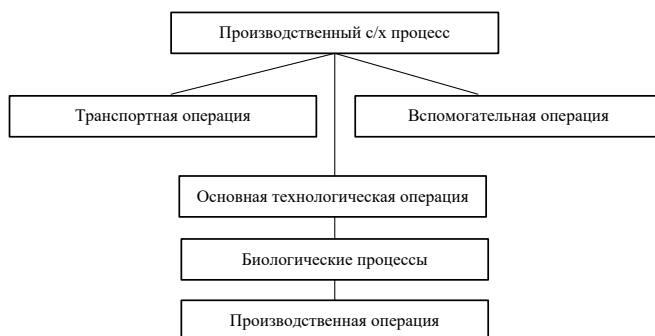 Производственный с/х процесс
Транспортная операция
Вспомогательная операция
Основная технологическая операция
Биологические процессы
Производственная операция